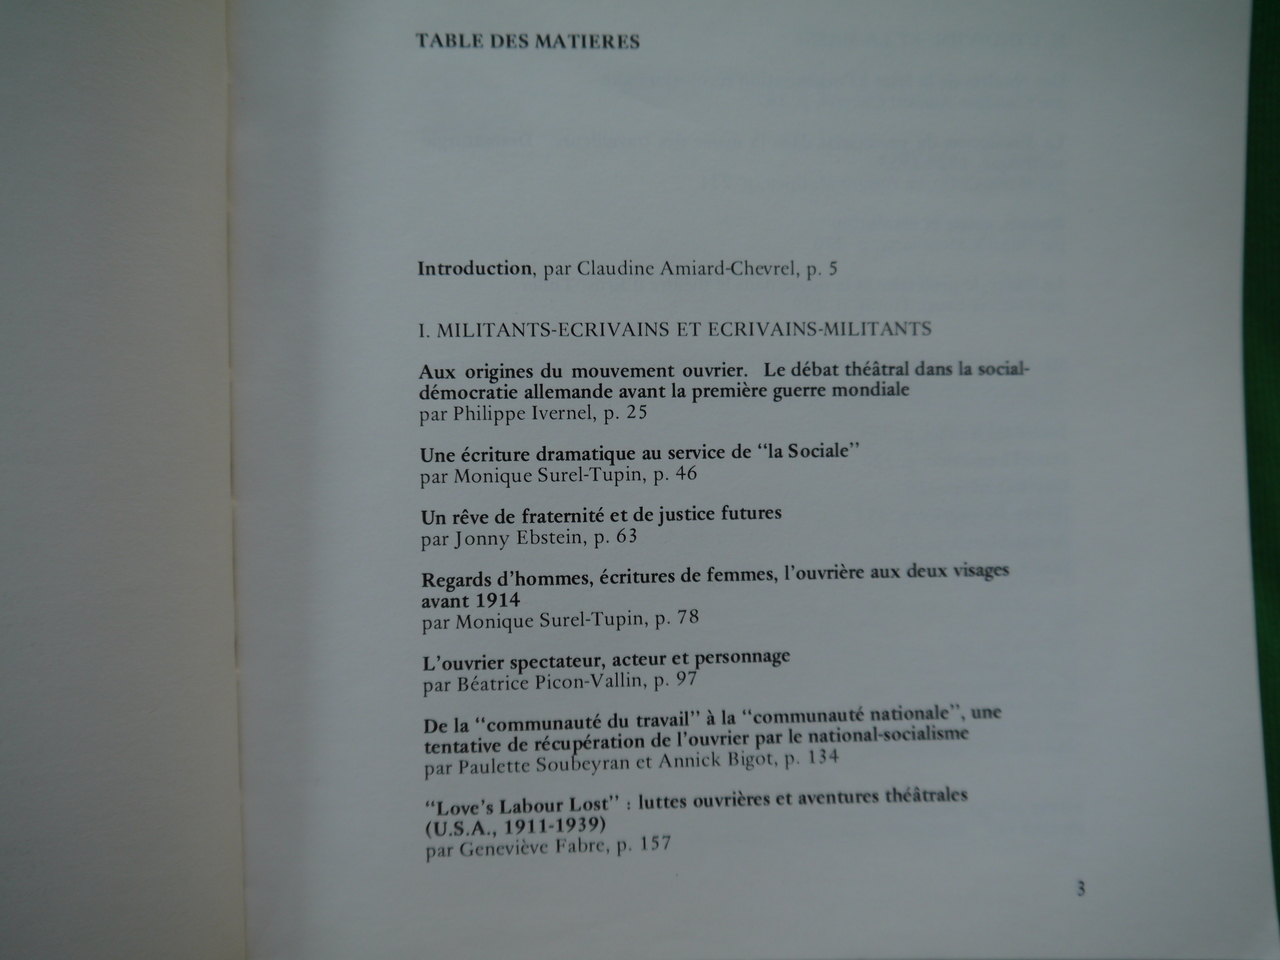 TABLE DES MATIERES
Introduction, par Claudine Amiard-Chevrel, p. 5
I. MILITANTS-ECRIVAINS ET ECRIVAINS-MILITANTS
Aux origines du mouvement ouvrier. Le débat théâtral dans la social-
démocratie allemande avant la première guerre mondiale
par Philippe Ivernel, p. 25
Une écriture dramatique au service de “la Sociale”
par Monique Surel-Tupin, p. 46
Un rêve de fraternité et de justice futures
par Jonny Ebstein, p. 63
Regards d’hommes, écritures de femmes, l’ouvrière aux deux visages
avant 1914
par Monique Surel-Tupin, p. 78
L’ouvrier spectateur, acteur et personnage
par Béatrice Picon-Vallin, p. 97
De la “communauté du travail” à la “communauté nationale”, une
tentative de récupération de l’ouvrier par le national-socialisme
par Paulette Soubeyran et Annick Bigot, p. 134
“Love’s Labour Lost” : luttes ouvrières et aventures théâtrales
(U.S.A., 1911-1939)
par Geneviève Fabre, p. 157
3